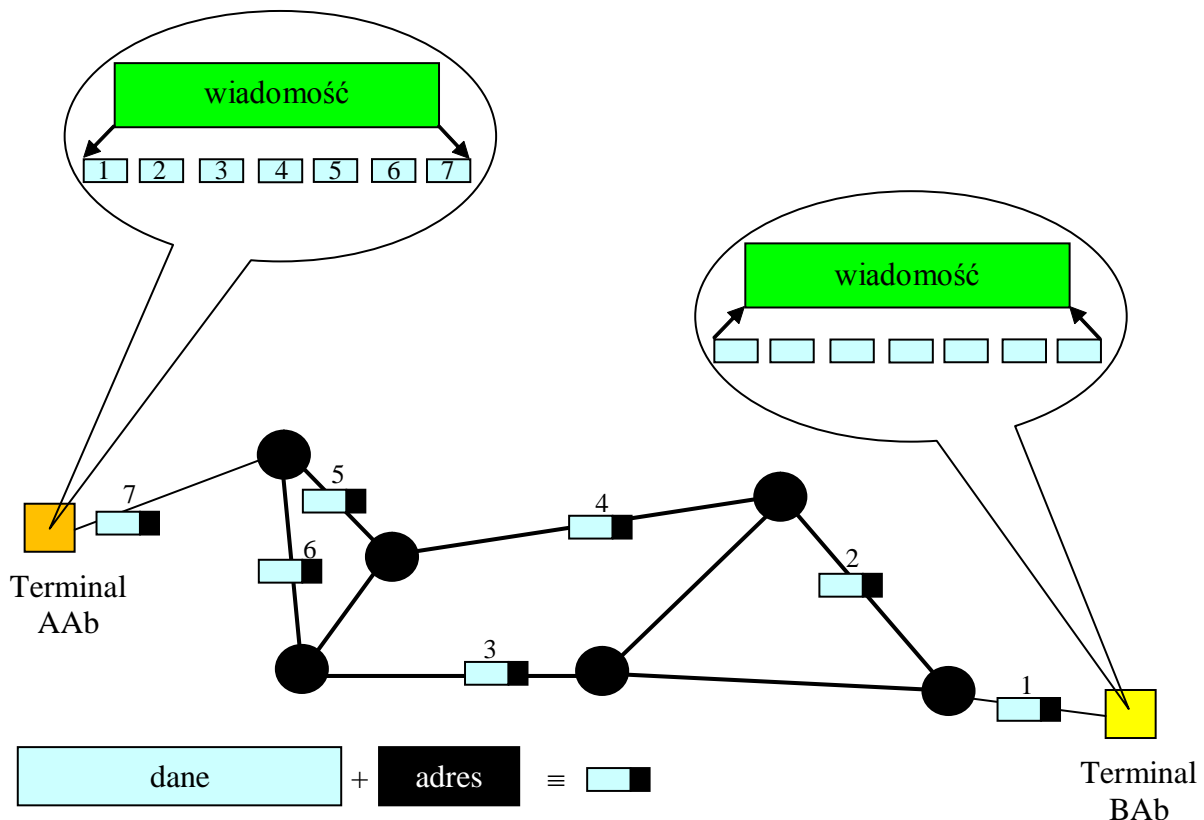 wiadomość
1 2 3 4 5 6 7
wiadomość
5
7
4
6
2
3
1
Terminal
AAb
dane + adres ≡
Terminal
BAb